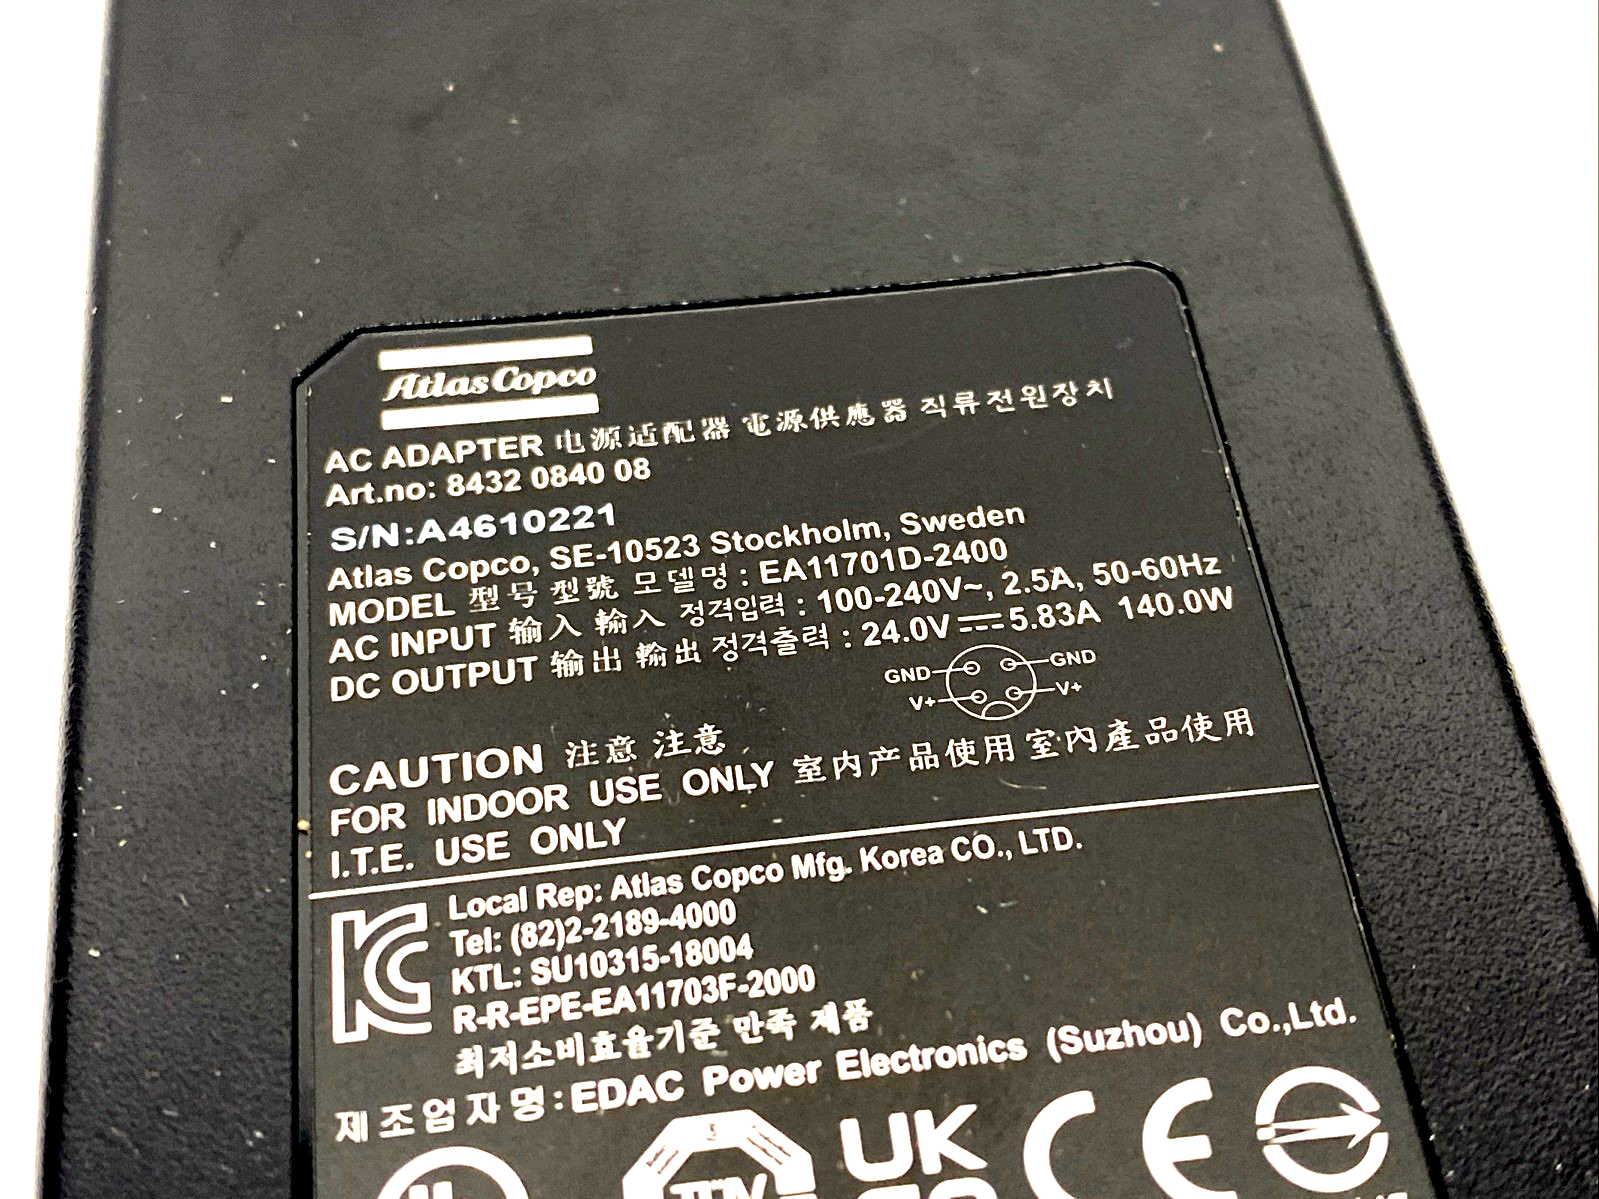 Atlas Copco
AC ADAPTER 电源适配器 電源供應器 직류전원장치
Art.no: 8432 0840 08
S/N:A4610221
Atlas Copco, SE-10523 Stockholm, Sweden
MODEL 型号 型號 모델명 : EA11701D-2400
AC INPUT 输入 輸入 정격입력 : 100-240V~, 2.5A, 50-60Hz
DC OUTPUT 输出 輸出 정격출력 : 24.0V ⎓ 5.83A 140.0W
GND GND
V+ V+
CAUTION 注意 注意
FOR INDOOR USE ONLY 室内产品使用 室內產品使用
I.T.E. USE ONLY
KC
Local Rep: Atlas Copco Mfg. Korea CO., LTD.
Tel: (82)2-2189-4000
KTL: SU10315-18004
R-R-EPE-EA11703F-2000
최저소비효율기준 만족 제품
제조업자명:EDAC Power Electronics (Suzhou) Co.,Ltd.
UK CE